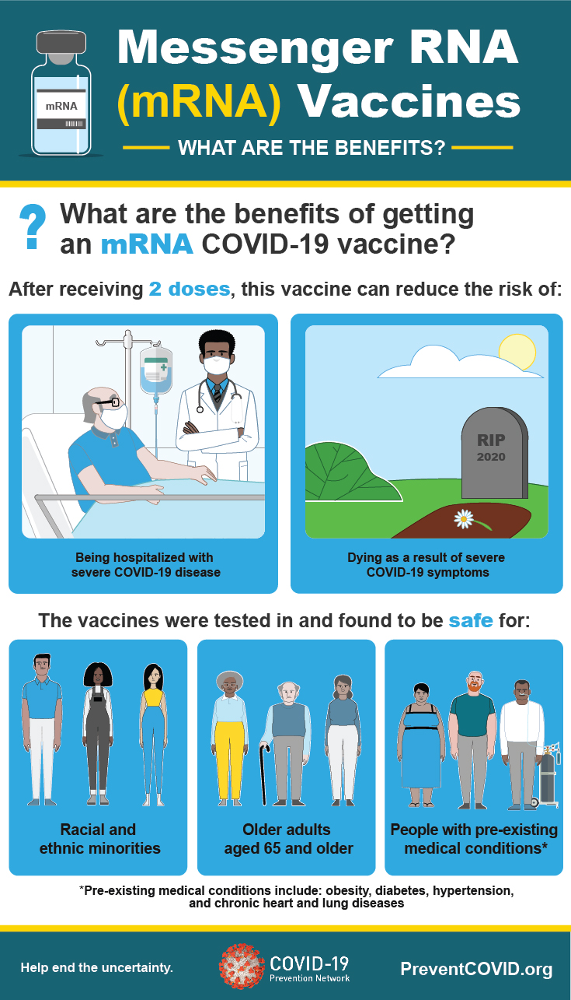 Messenger RNA
(mRNA) Vaccines
WHAT ARE THE BENEFITS?
mRNA
? What are the benefits of getting
an mRNA COVID-19 vaccine?
After receiving 2 doses, this vaccine can reduce the risk of:
Being hospitalized with
severe COVID-19 disease
RIP
2020
Dying as a result of severe
COVID-19 symptoms
The vaccines were tested in and found to be safe for:
Racial and
ethnic minorities
Older adults
aged 65 and older
People with pre-existing
medical conditions*
*Pre-existing medical conditions include: obesity, diabetes, hypertension,
and chronic heart and lung diseases
Help end the uncertainty.
COVID-19
Prevention Network
PreventCOVID.org